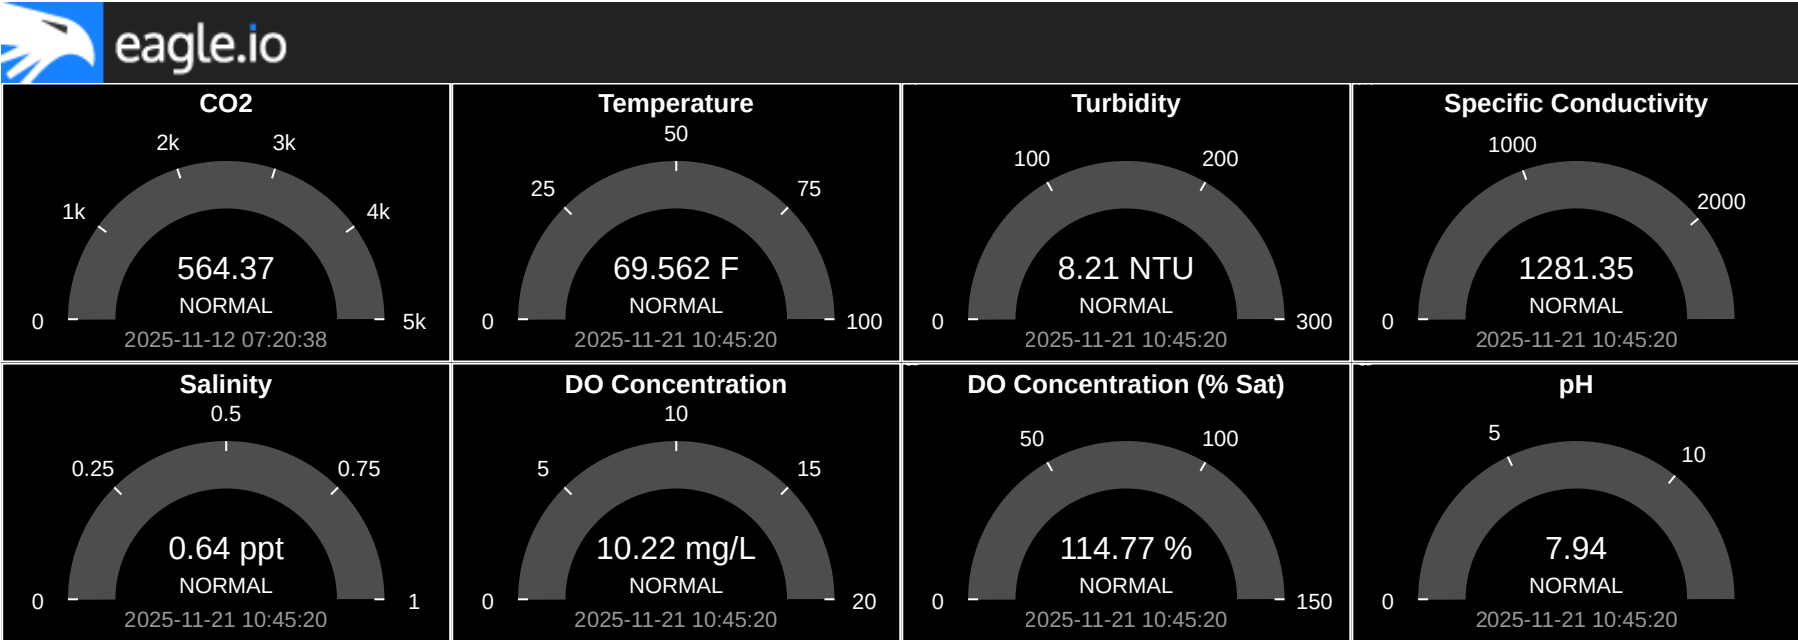 eagle.io
CO2
2k
3k
1k
4k
564.37
NORMAL
0
5k
2025-11-12 07:20:38
Temperature
50
25
75
69.562 F
NORMAL
0
100
2025-11-21 10:45:20
Turbidity
100
200
8.21 NTU
NORMAL
0
300
2025-11-21 10:45:20
Specific Conductivity
1000
2000
1281.35
NORMAL
0
2025-11-21 10:45:20
Salinity
0.5
0.25
0.75
0.64 ppt
NORMAL
0
1
2025-11-21 10:45:20
DO Concentration
10
5
15
10.22 mg/L
NORMAL
0
20
2025-11-21 10:45:20
DO Concentration (% Sat)
50
100
114.77 %
NORMAL
0
150
2025-11-21 10:45:20
pH
5
10
7.94
NORMAL
0
2025-11-21 10:45:20